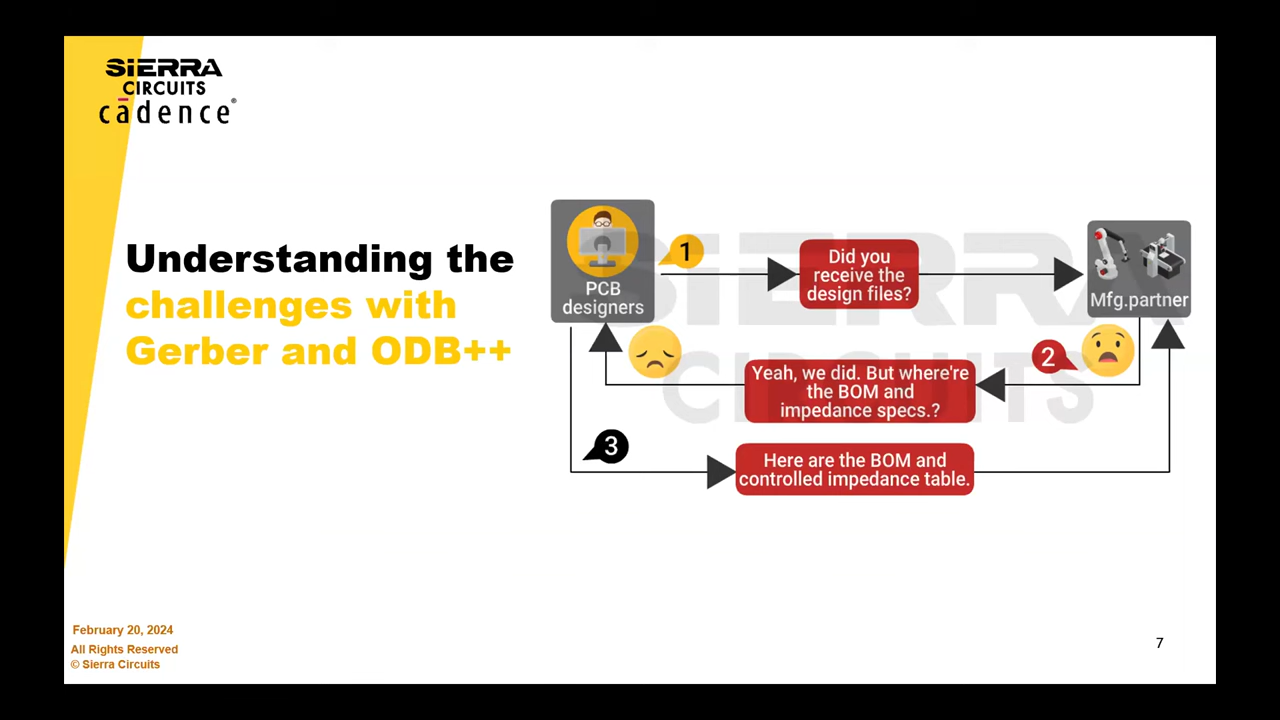 SIERRA
CIRCUITS
cādence®
Understanding the
challenges with
Gerber and ODB++
PCB
designers
1
Did you
receive the
design files?
Mfg.partner
2
Yeah, we did. But where're
the BOM and
impedance specs.?
3
Here are the BOM and
controlled impedance table.
SIERRA
CIRCUITS
February 20, 2024
All Rights Reserved
© Sierra Circuits
7